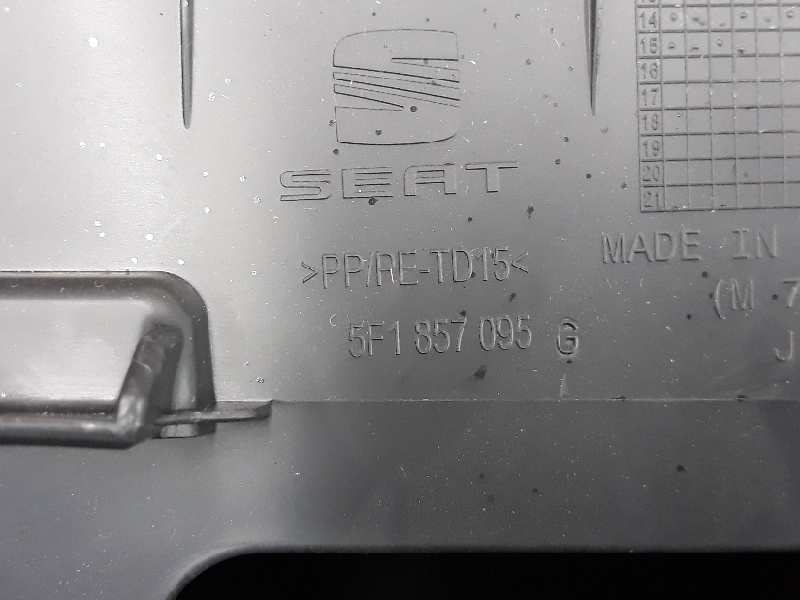 14
15
16
17
18
19
20
21
SEAT
MADE IN
>PP/RE-TD15<
(M 7
5F1 857 095 G
J